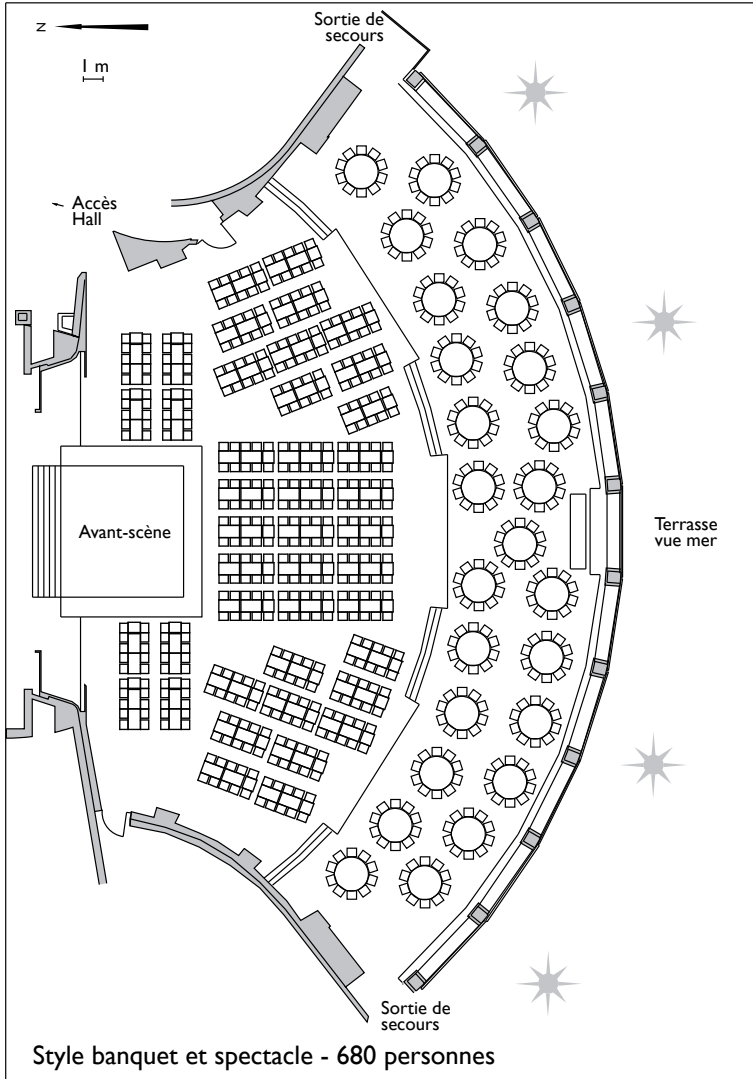 Sortie de
secours
N
1 m
Accès
Hall
Avant-scène
Terrasse
vue mer
Sortie de
secours
Style banquet et spectacle - 680 personnes